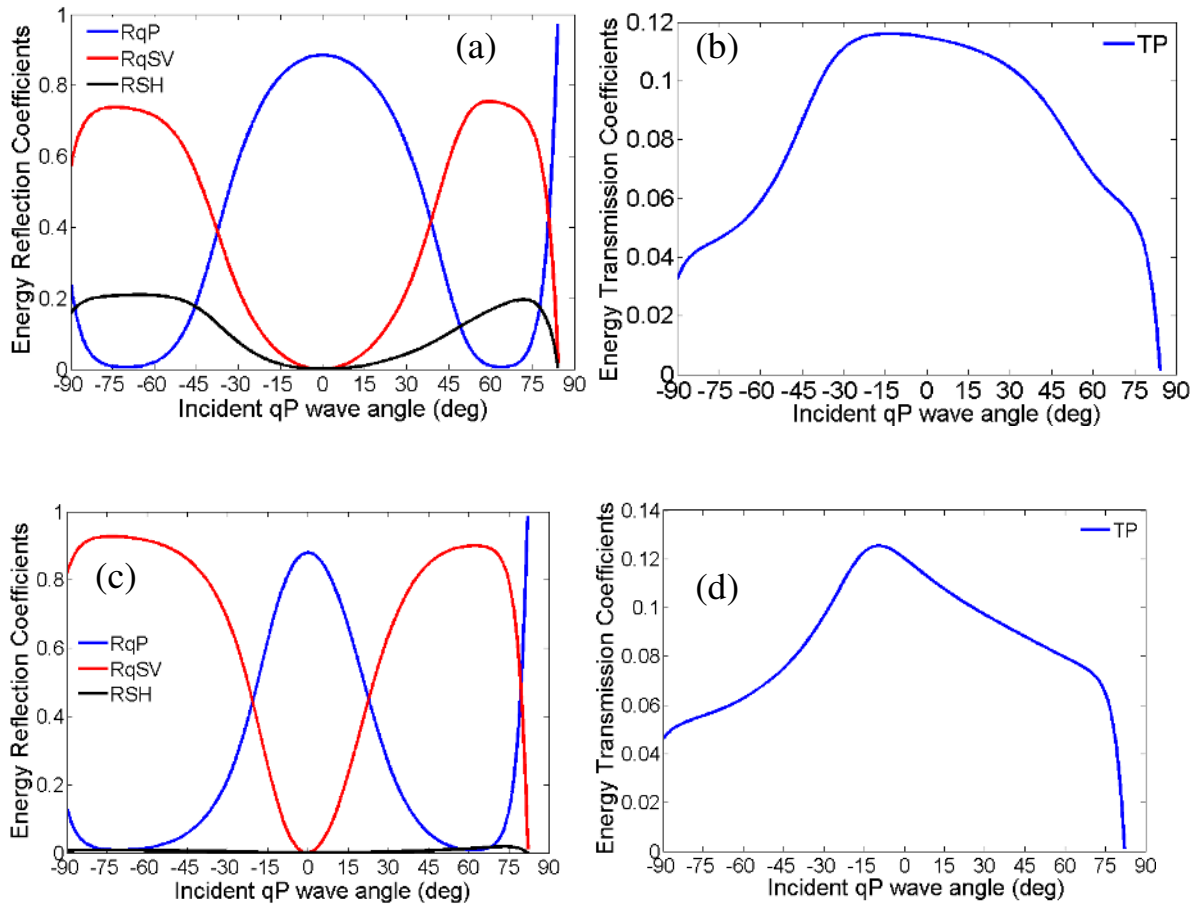 (a)
RqP
RqSV
RSH
Energy Reflection Coefficients
1
0.8
0.6
0.4
0.2
0
-90 -75 -60 -45 -30 -15 0 15 30 45 60 75 90
Incident qP wave angle (deg)
(b)
TP
Energy Transmission Coefficients
0.12
0.1
0.08
0.06
0.04
0.02
0
-90 -75 -60 -45 -30 -15 0 15 30 45 60 75 90
Incident qP wave angle (deg)
(c)
RqP
RqSV
RSH
Energy Reflection Coefficients
1
0.8
0.6
0.4
0.2
0
-90 -75 -60 -45 -30 -15 0 15 30 45 60 75 90
Incident qP wave angle (deg)
(d)
TP
Energy Transmission Coefficients
0.14
0.12
0.1
0.08
0.06
0.04
0.02
0
-90 -75 -60 -45 -30 -15 0 15 30 45 60 75 90
Incident qP wave angle (deg)